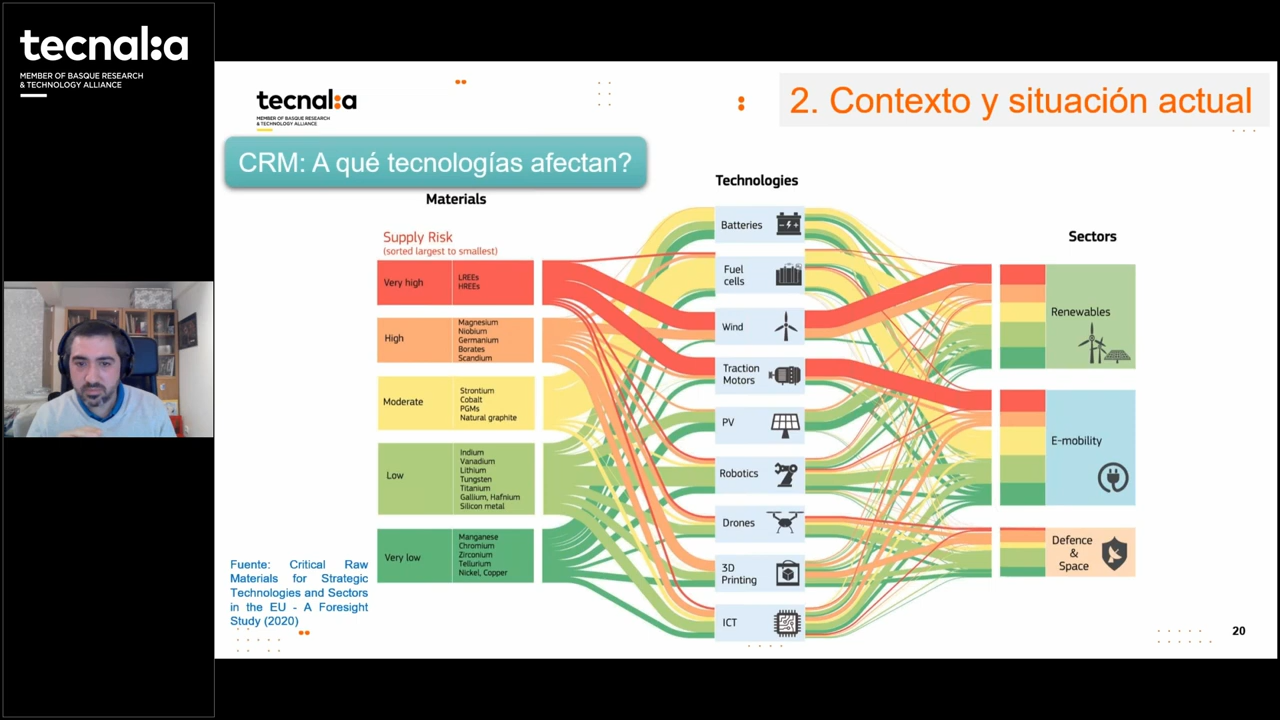 tecnal:a
MEMBER OF BASQUE RESEARCH
& TECHNOLOGY ALLIANCE
tecnal:a
MEMBER OF BASQUE RESEARCH
& TECHNOLOGY ALLIANCE
2. Contexto y situación actual
CRM: A qué tecnologías afectan?
Materials
Supply Risk
(sorted largest to smallest)
Very high
LREEs
HREEs
High
Magnesium
Niobium
Germanium
Borates
Scandium
Moderate
Strontium
Cobalt
PGMs
Natural graphite
Low
Indium
Vanadium
Lithium
Tungsten
Titanium
Gallium, Hafnium
Silicon metal
Very low
Manganese
Chromium
Zirconium
Tellurium
Nickel, Copper
Technologies
Batteries
Fuel
cells
Wind
Traction
Motors
PV
Robotics
Drones
3D
Printing
ICT
Sectors
Renewables
E-mobility
Defence
&
Space
Fuente: Critical Raw
Materials for Strategic
Technologies and Sectors
in the EU - A Foresight
Study (2020)
20